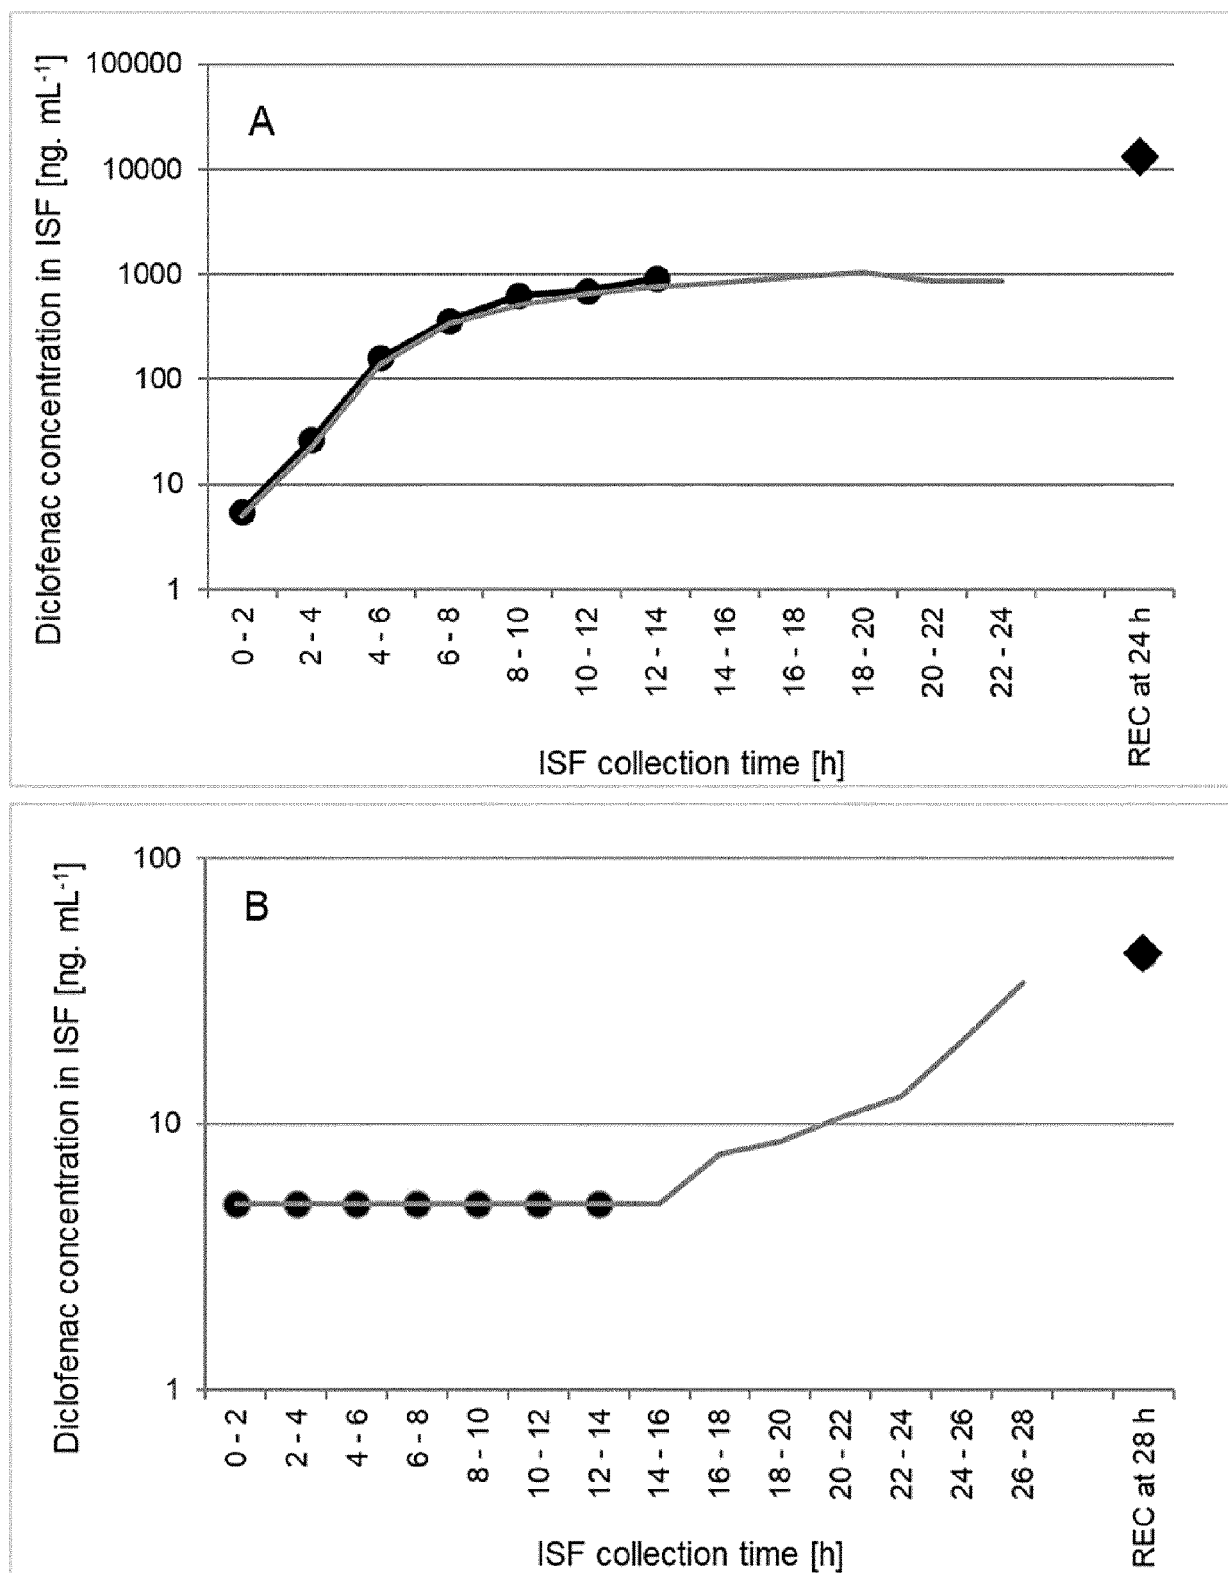 Diclofenac concentration in ISF [ng. mL⁻¹]
100000
10000
1000
100
10
1
A
0 - 2
2 - 4
4 - 6
6 - 8
8 - 10
10 - 12
12 - 14
14 - 16
16 - 18
18 - 20
20 - 22
22 - 24
REC at 24 h
ISF collection time [h]
Diclofenac concentration in ISF [ng. mL⁻¹]
100
10
1
B
0 - 2
2 - 4
4 - 6
6 - 8
8 - 10
10 - 12
12 - 14
14 - 16
16 - 18
18 - 20
20 - 22
22 - 24
24 - 26
26 - 28
REC at 28 h
ISF collection time [h]